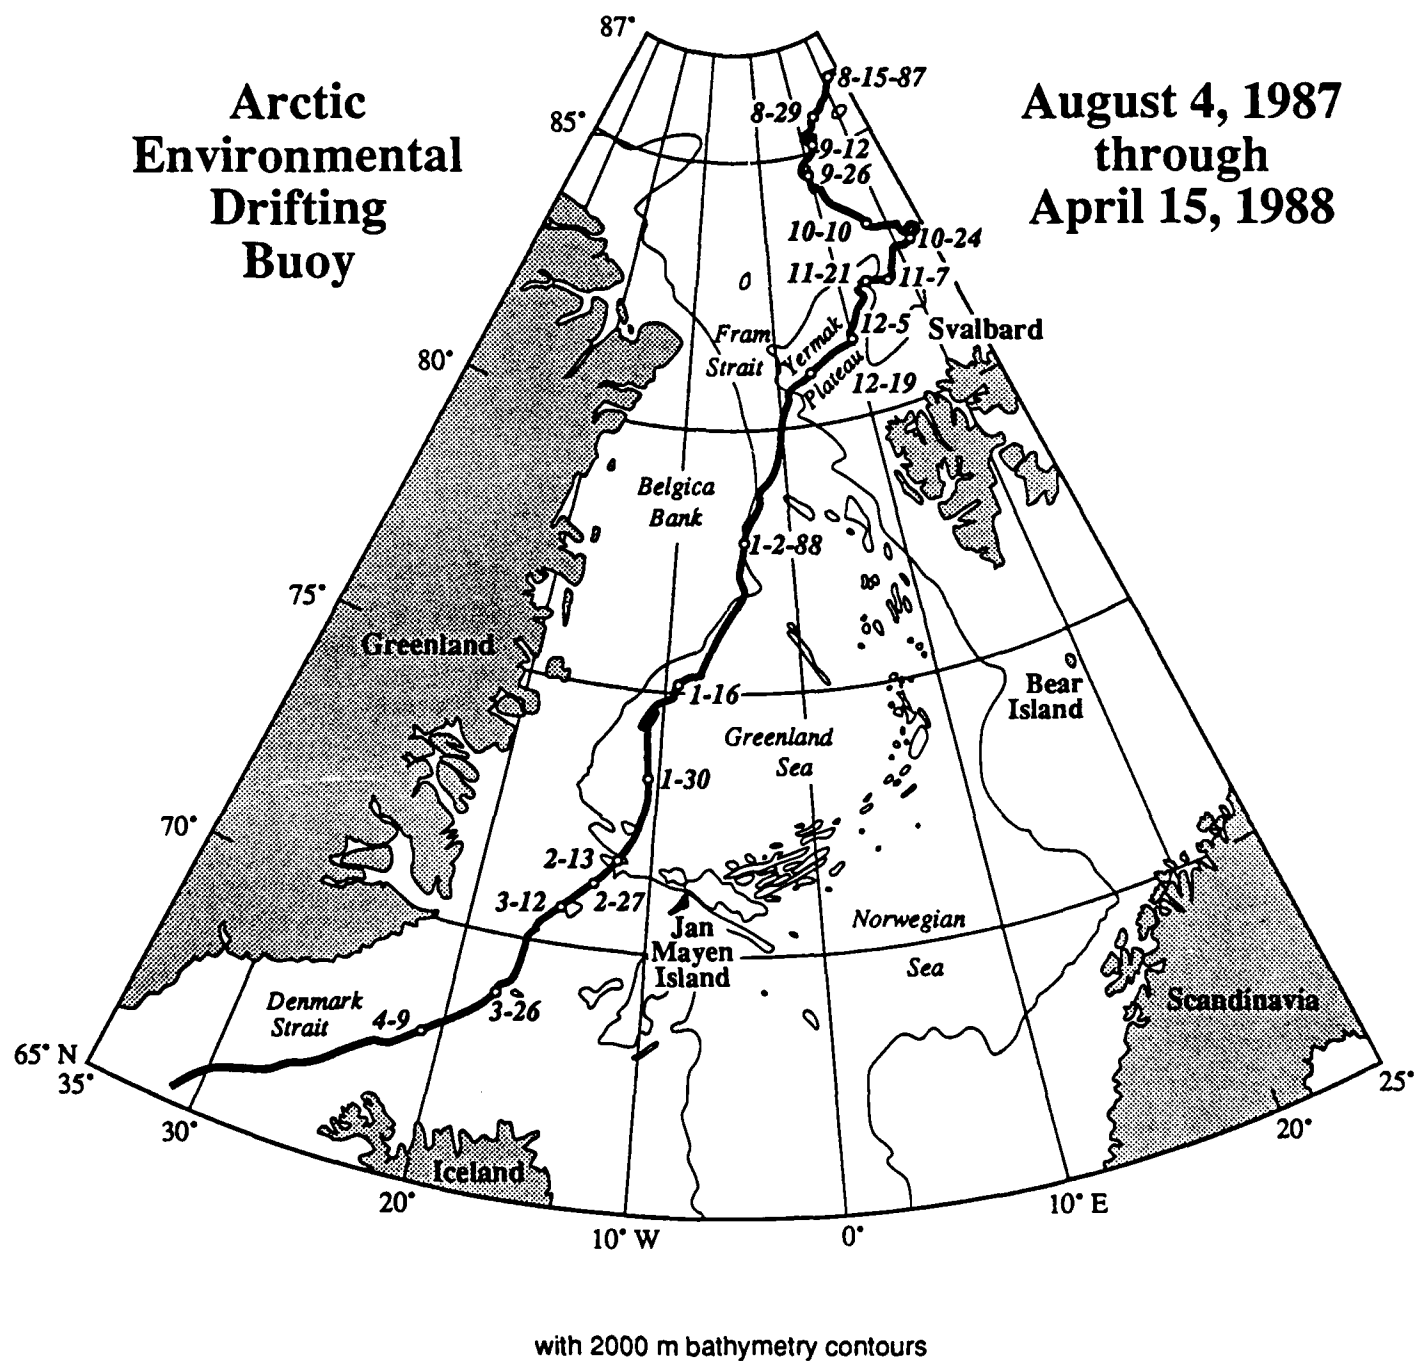 87°
Arctic
Environmental
Drifting
Buoy
August 4, 1987
through
April 15, 1988
8-15-87
8-29
85°
9-12
9-26
10-10
10-24
11-21
11-7
12-5
Svalbard
Fram
Strait
Yermak
Plateau
80°
12-19
Belgica
Bank
1-2-88
75°
Greenland
1-16
Bear
Island
Greenland
Sea
1-30
70°
2-13
3-12
2-27
Jan
Mayen
Island
Norwegian
Sea
Denmark
Strait
4-9
3-26
Scandinavia
65° N
35°
25°
30°
20°
Iceland
20°
10° W
0°
10° E
with 2000 m bathymetry contours